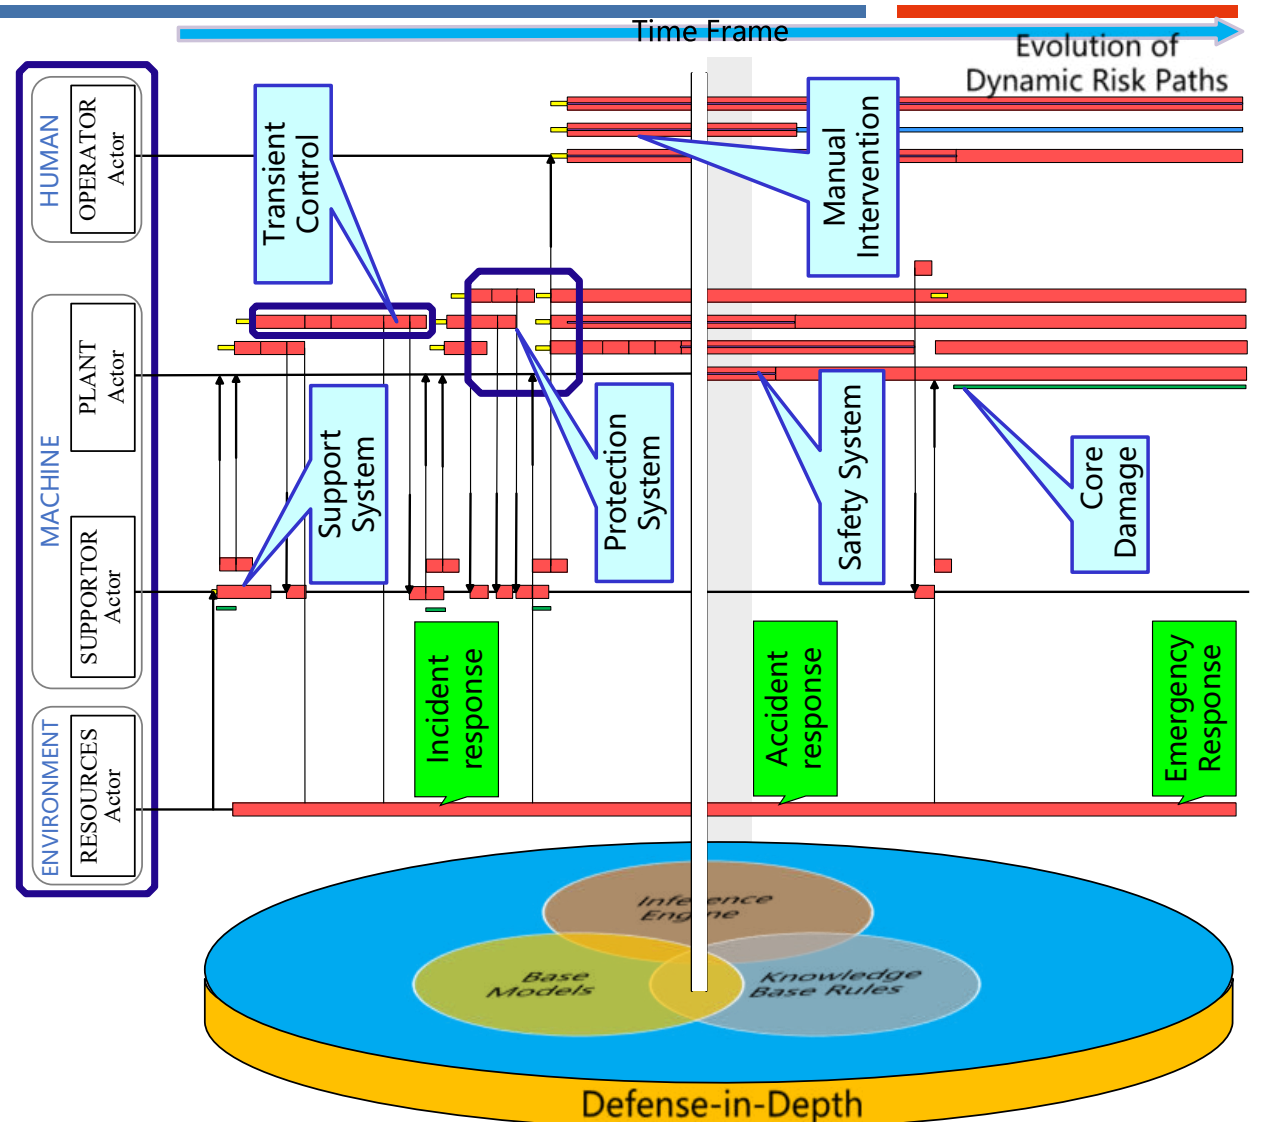 Time Frame
Evolution of
Dynamic Risk Paths
HUMAN
OPERATOR
Actor
Transient
Control
Manual
Intervention
MACHINE
PLANT
Actor
SUPPORTOR
Actor
Support
System
Protection
System
Safety System
Core
Damage
ENVIRONMENT
RESOURCES
Actor
Incident
response
Accident
response
Emergency
Response
Inference
Engine
Base
Models
Knowledge
Base Rules
Defense-in-Depth